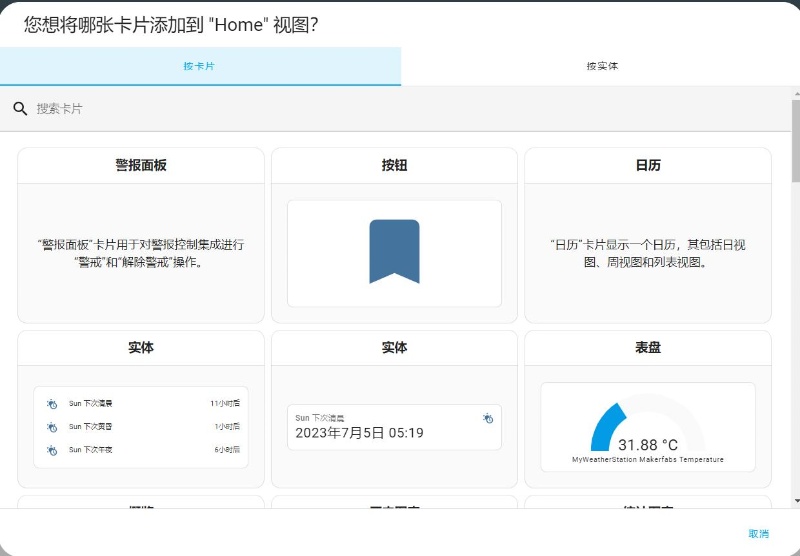 您想将哪张卡片添加到 "Home" 视图?
按卡片
按实体
搜索卡片
警报面板
按钮
日历
“警报面板”卡片用于对警报控制集成进行
“警戒”和“解除警戒”操作。
“日历”卡片显示一个日历，其包括日视
图、周视图和列表视图。
实体
实体
表盘
Sun 下次清晨 11小时后
Sun 下次黄昏 1小时后
Sun 下次午夜 6小时后
Sun 下次清晨
2023年7月5日 05:19
31.88 °C
MyWeatherStation Makerfabs Temperature
取消